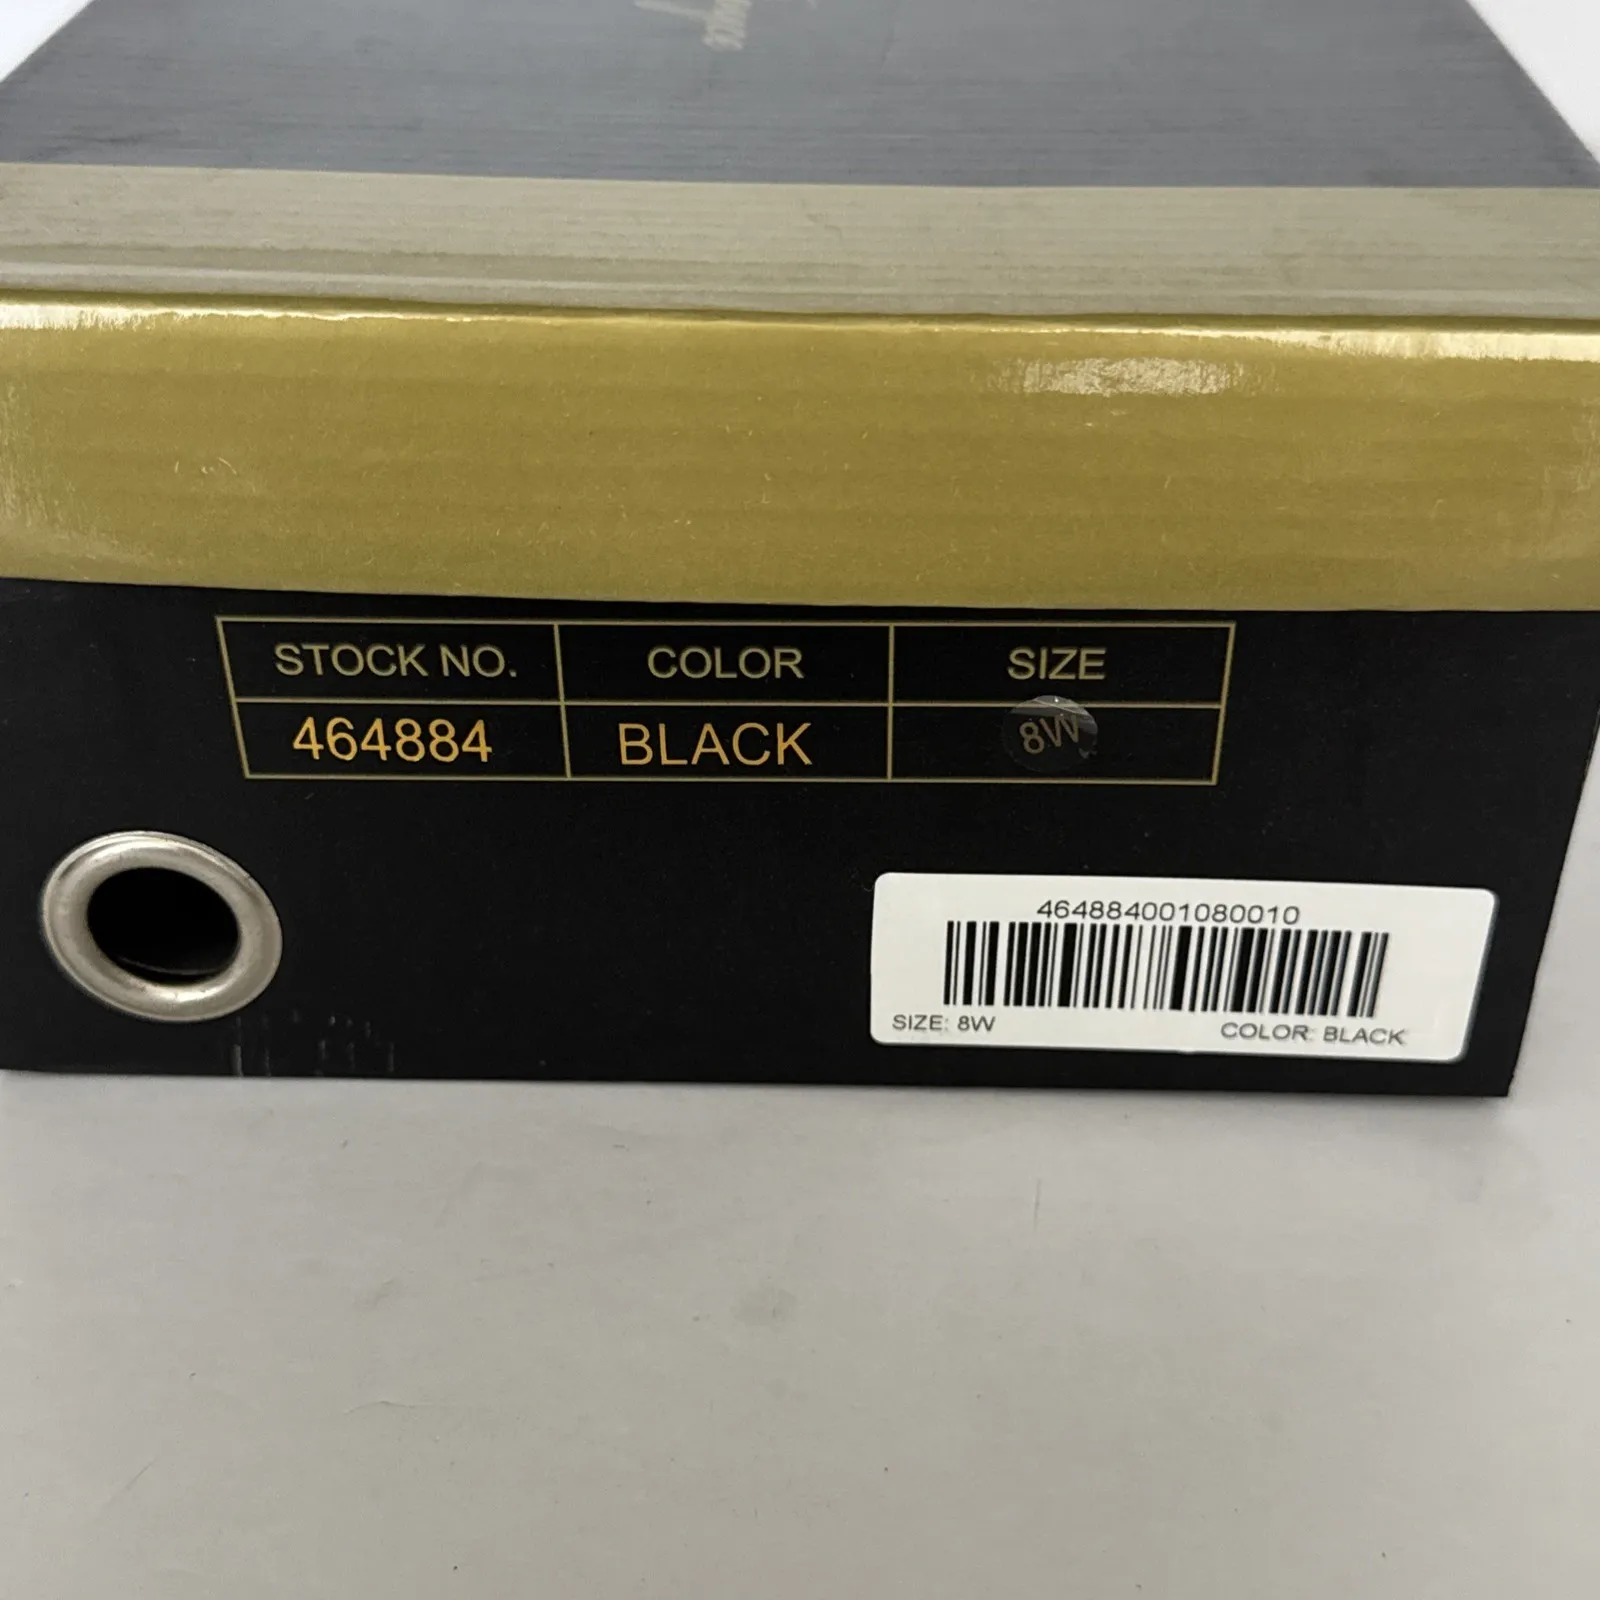 STOCK NO. COLOR SIZE
464884 BLACK 8W
464884001080010
SIZE: 8W COLOR: BLACK